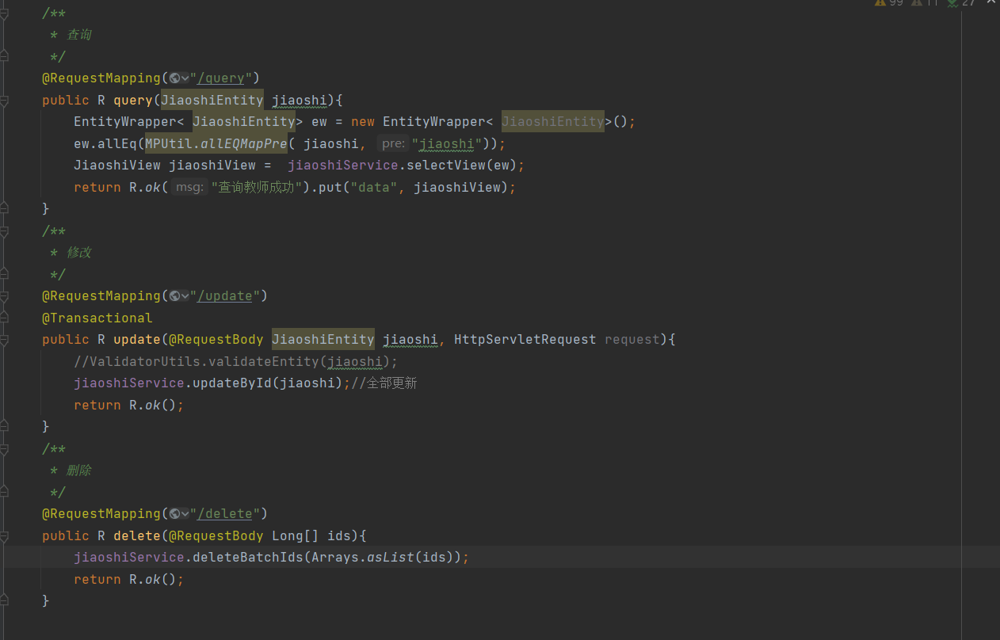 99 11 27
/**
* 查询
*/
@RequestMapping("/query")
public R query(JiaoshiEntity jiaoshi){
EntityWrapper< JiaoshiEntity> ew = new EntityWrapper< JiaoshiEntity>();
ew.allEq(MPUtil.allEQMapPre( jiaoshi, pre: "jiaoshi"));
JiaoshiView jiaoshiView =  jiaoshiService.selectView(ew);
return R.ok( msg: "查询教师成功").put("data", jiaoshiView);
}
/**
* 修改
*/
@RequestMapping("/update")
@Transactional
public R update(@RequestBody JiaoshiEntity jiaoshi, HttpServletRequest request){
//ValidatorUtils.validateEntity(jiaoshi);
jiaoshiService.updateById(jiaoshi);//全部更新
return R.ok();
}
/**
* 删除
*/
@RequestMapping("/delete")
public R delete(@RequestBody Long[] ids){
jiaoshiService.deleteBatchIds(Arrays.asList(ids));
return R.ok();
}